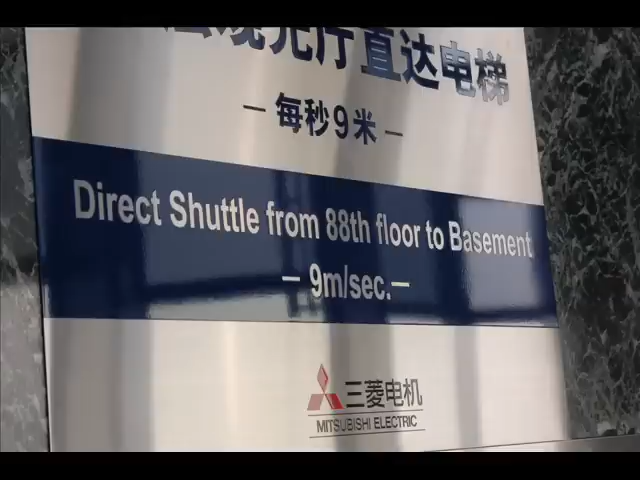 观光厅直达电梯
— 每秒9米 —
Direct Shuttle from 88th floor to Basement
— 9m/sec.—
三菱电机
MITSUBISHI ELECTRIC